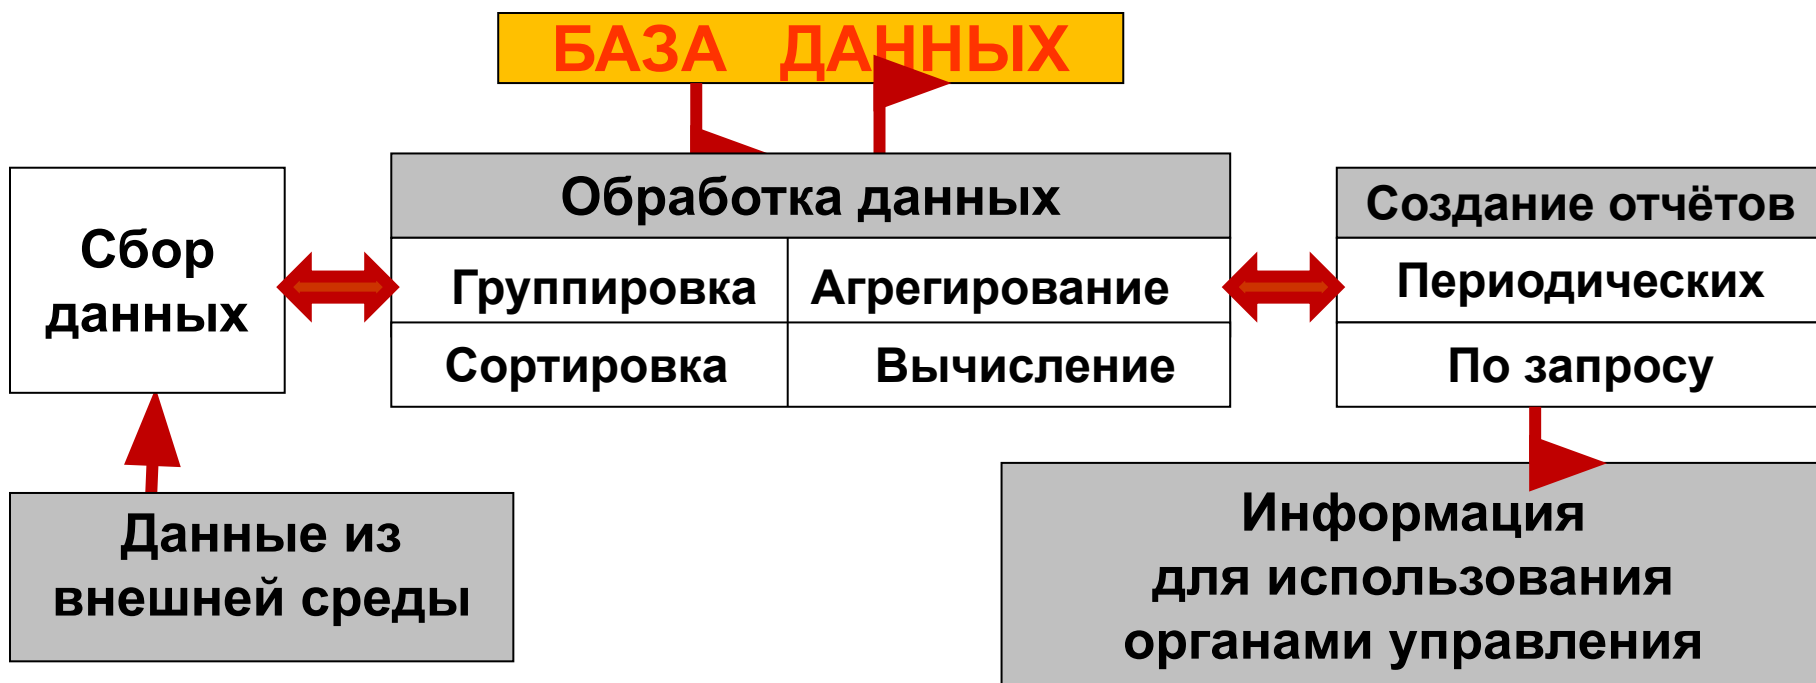 БАЗА ДАННЫХ
Сбор
данных
Обработка данных
Группировка
Агрегирование
Сортировка
Вычисление
Создание отчётов
Периодических
По запросу
Данные из
внешней среды
Информация
для использования
органами управления